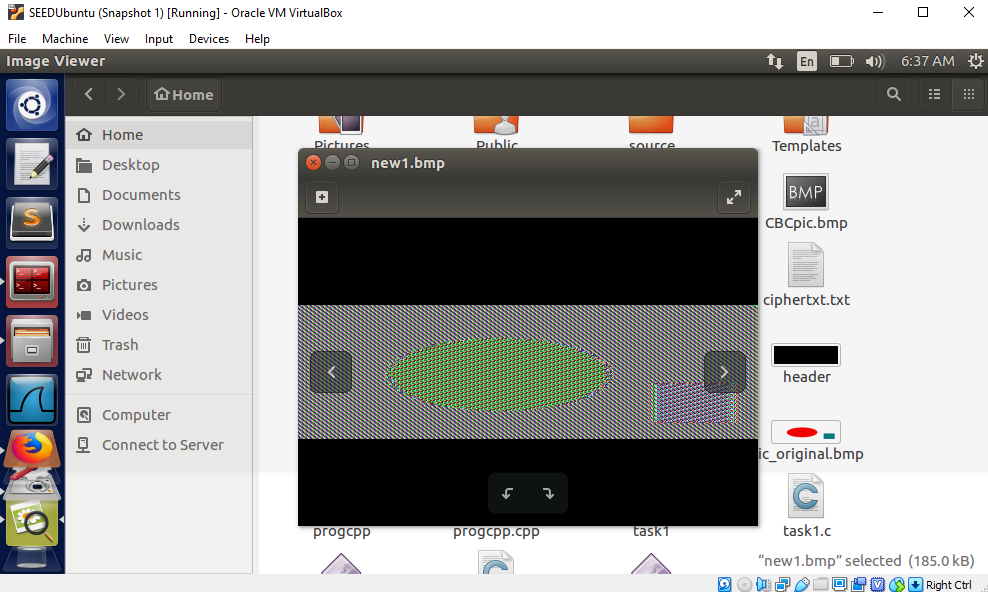 SEEDUbuntu (Snapshot 1) [Running] - Oracle VM VirtualBox
File Machine View Input Devices Help
Image Viewer
En
6:37 AM
Home
Home
Desktop
Documents
Downloads
Music
Pictures
Videos
Trash
Network
Computer
Connect to Server
Pictures
Public
source
Templates
new1.bmp
BMP
CBCpic.bmp
ciphertxt.txt
header
ic_original.bmp
progcpp
progcpp.cpp
task1
task1.c
"new1.bmp" selected (185.0 kB)
Right Ctrl